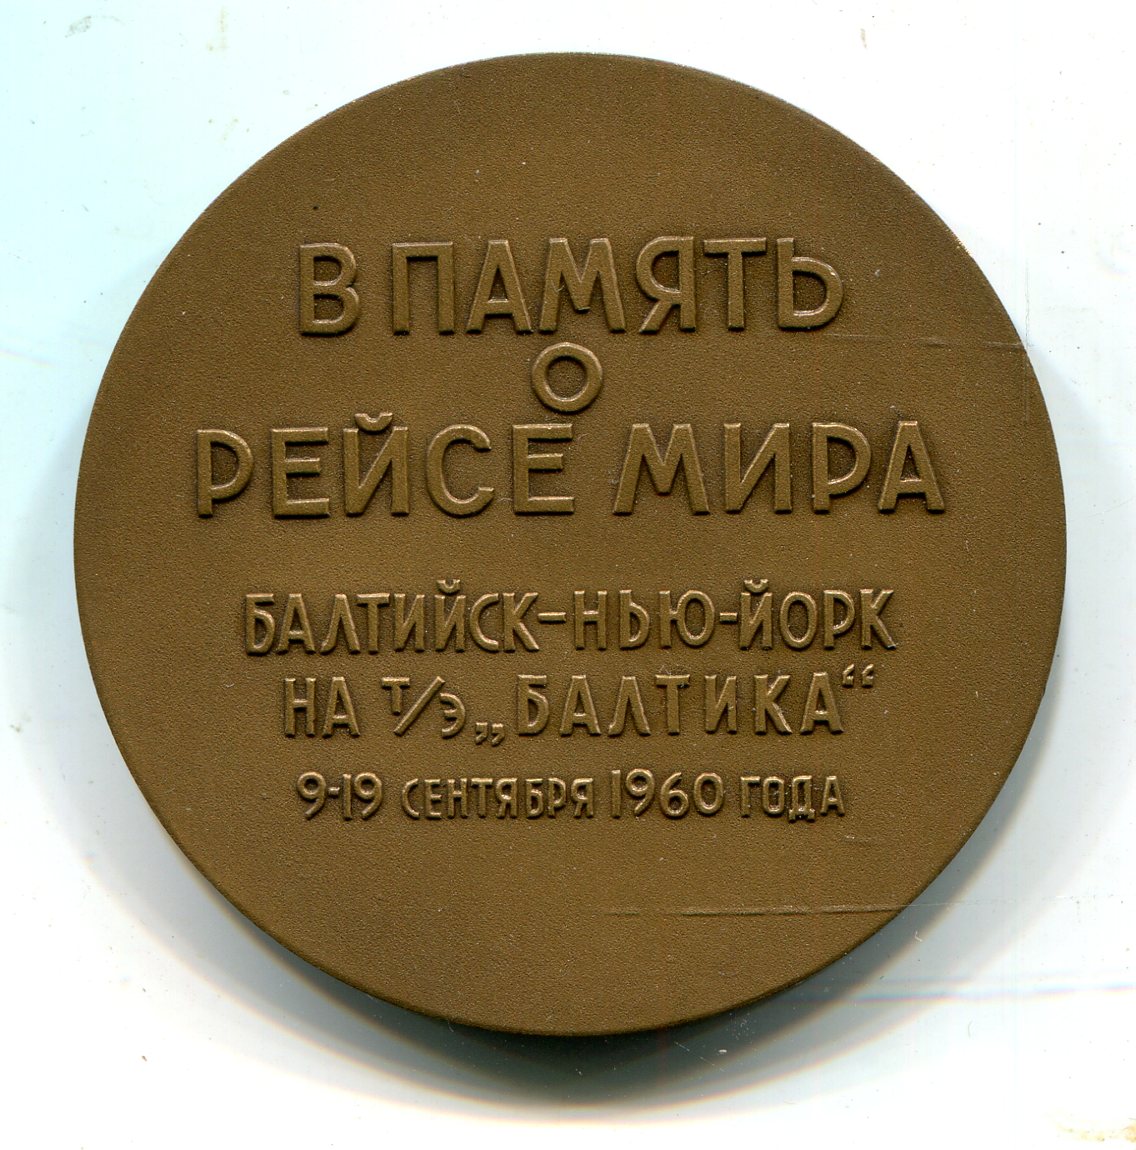 В ПАМЯТЬ
О
РЕЙСЕ МИРА
БАЛТИЙСК-НЬЮ-ЙОРК
НА Т/Э „БАЛТИКА“
9-19 СЕНТЯБРЯ 1960 ГОДА